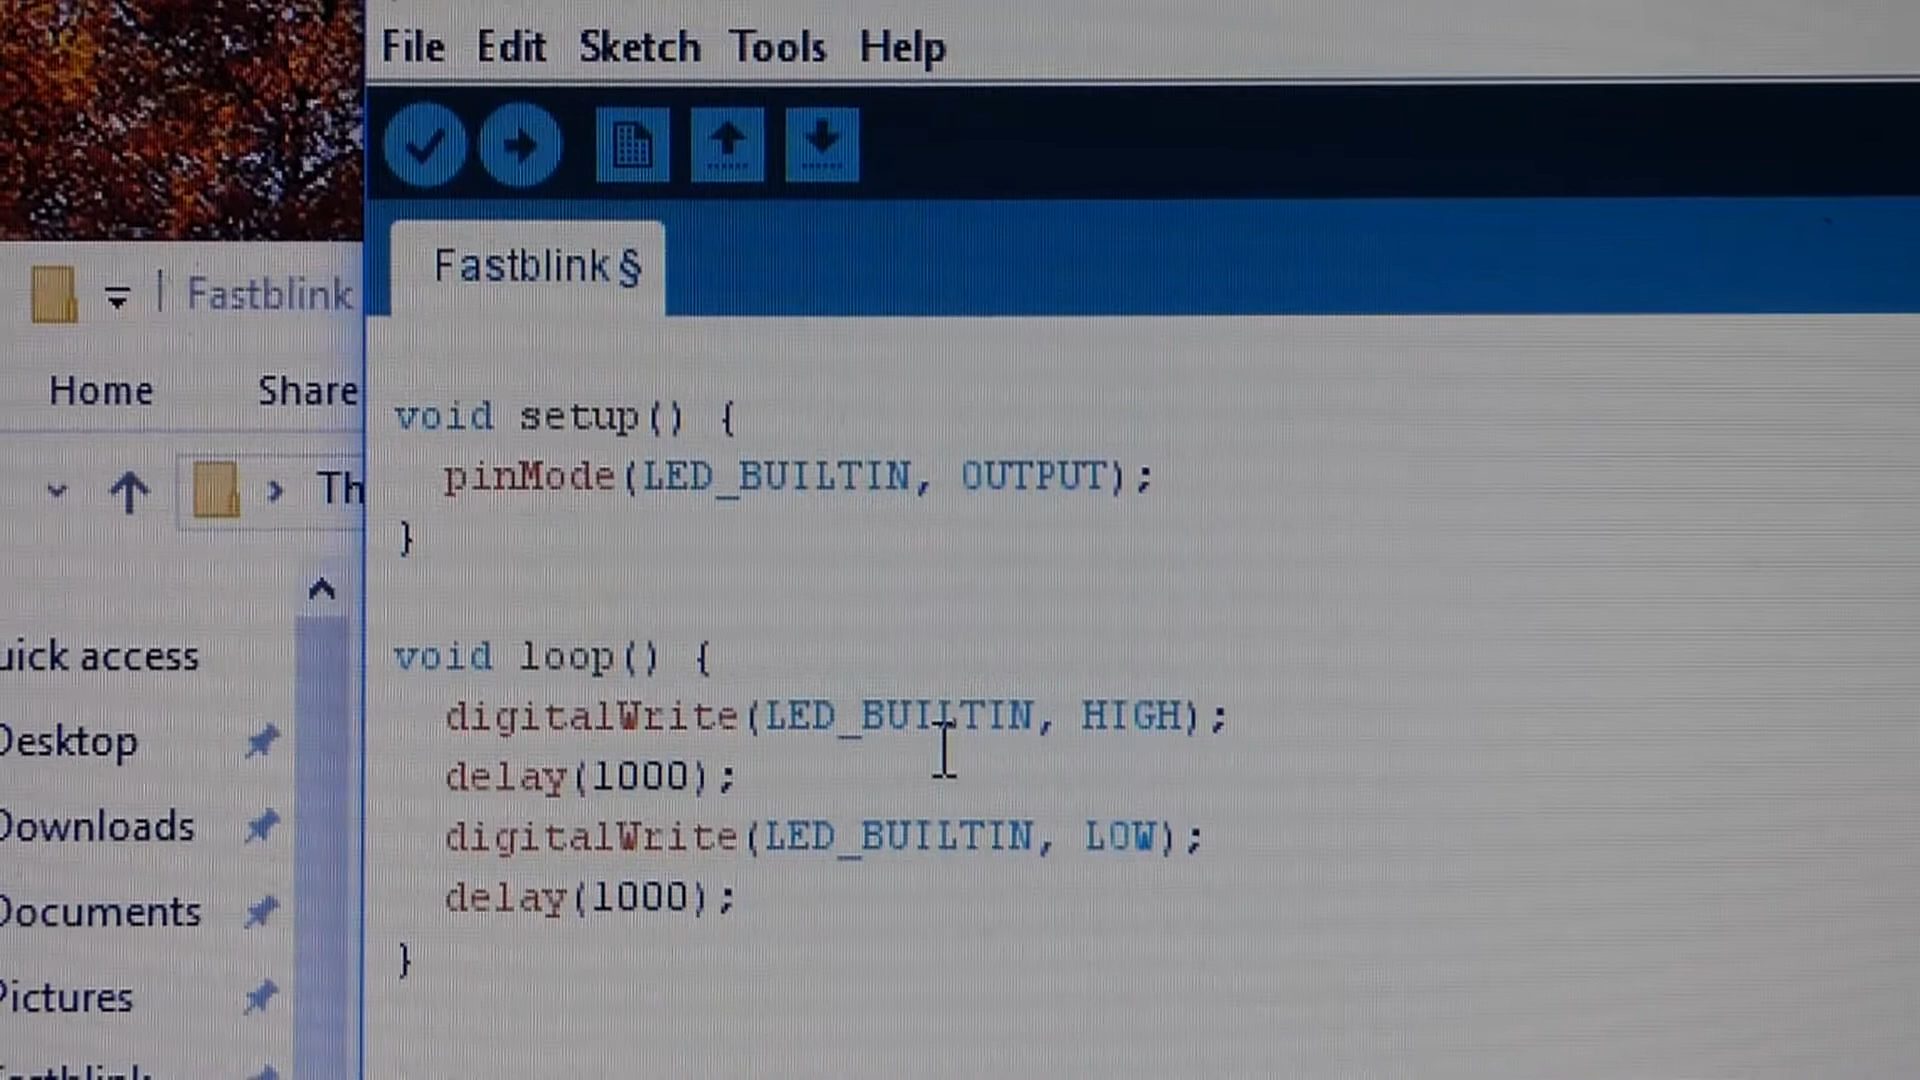 File Edit Sketch Tools Help
Fastblink §
Fastblink
Home Share
Th
uick access
Desktop
Downloads
Documents
Pictures
void setup() {
pinMode(LED_BUILTIN, OUTPUT);
}
void loop() {
digitalWrite(LED_BUILTIN, HIGH);
delay(1000);
digitalWrite(LED_BUILTIN, LOW);
delay(1000);
}